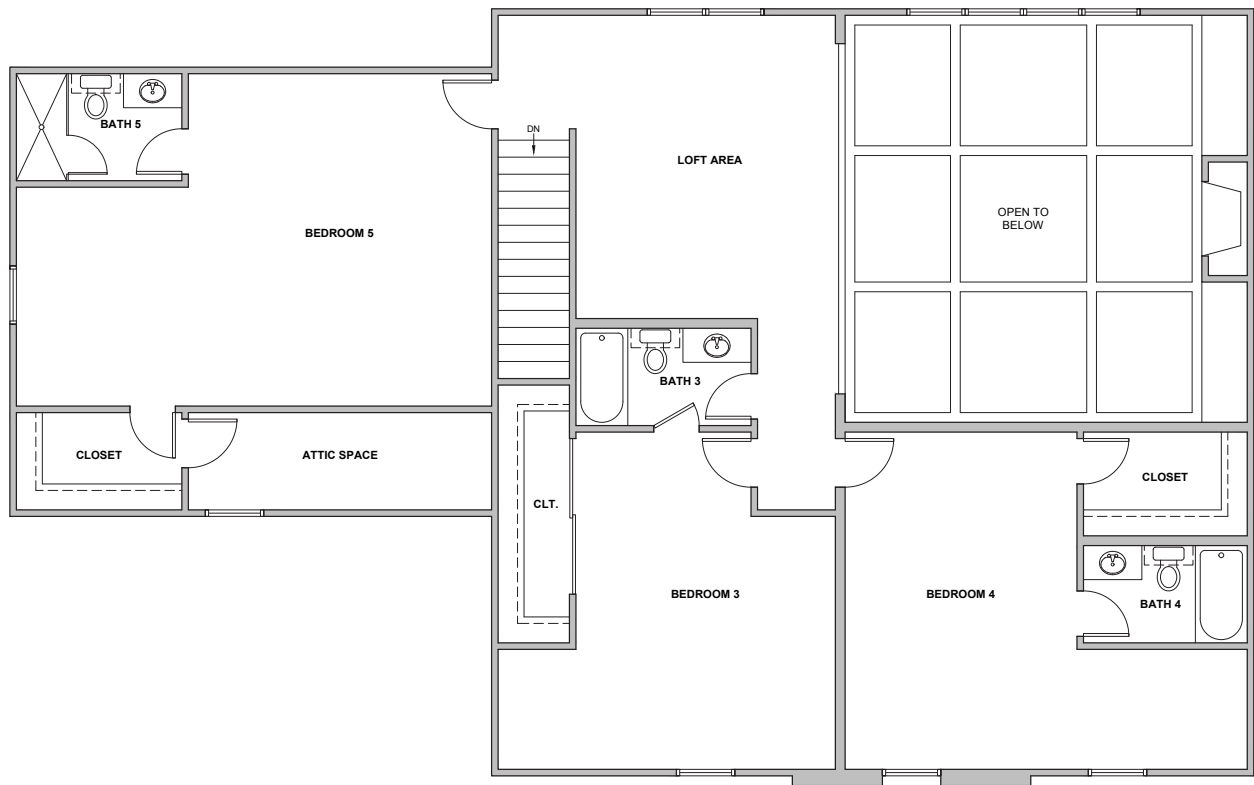 BATH 5
DN
LOFT AREA
OPEN TO
BELOW
BEDROOM 5
BATH 3
CLOSET
ATTIC SPACE
CLT.
CLOSET
BEDROOM 3
BEDROOM 4
BATH 4